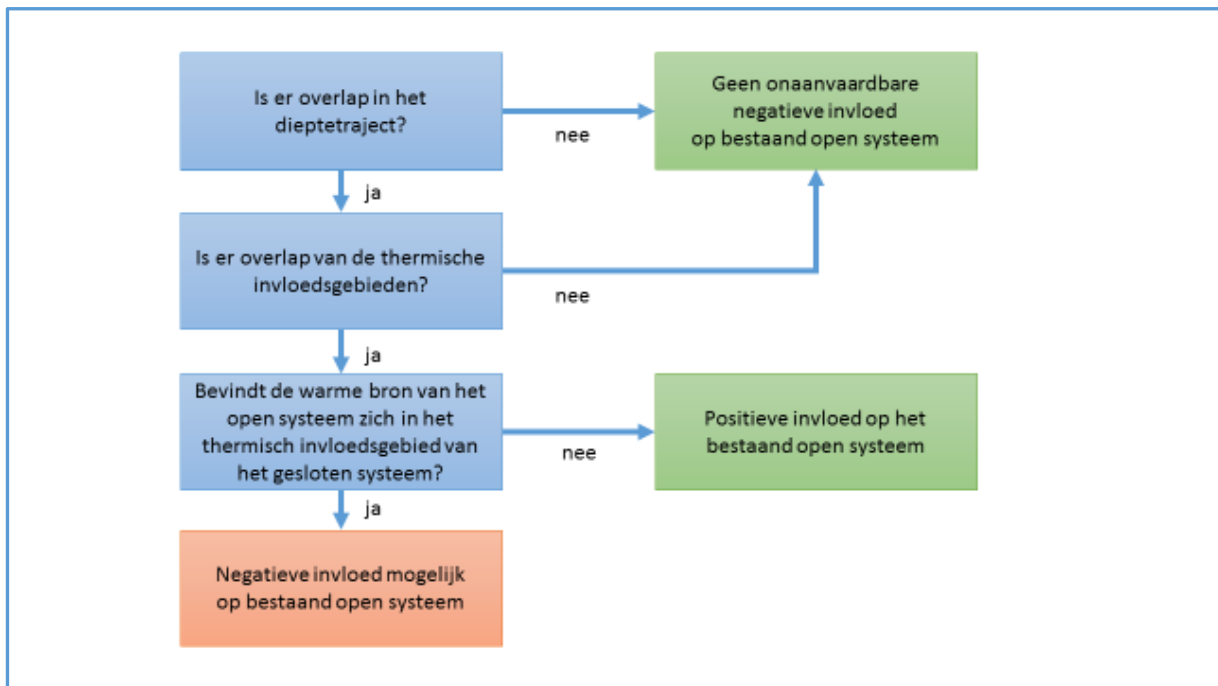 Is er overlap in het
dieptetraject?
nee
Geen onaanvaardbare
negatieve invloed
op bestaand open systeem
ja
Is er overlap van de thermische
invloedsgebieden?
nee
ja
Bevindt de warme bron van het
open systeem zich in het
thermisch invloedsgebied van
het gesloten systeem?
nee
Positieve invloed op het
bestaand open systeem
ja
Negatieve invloed mogelijk
op bestaand open systeem